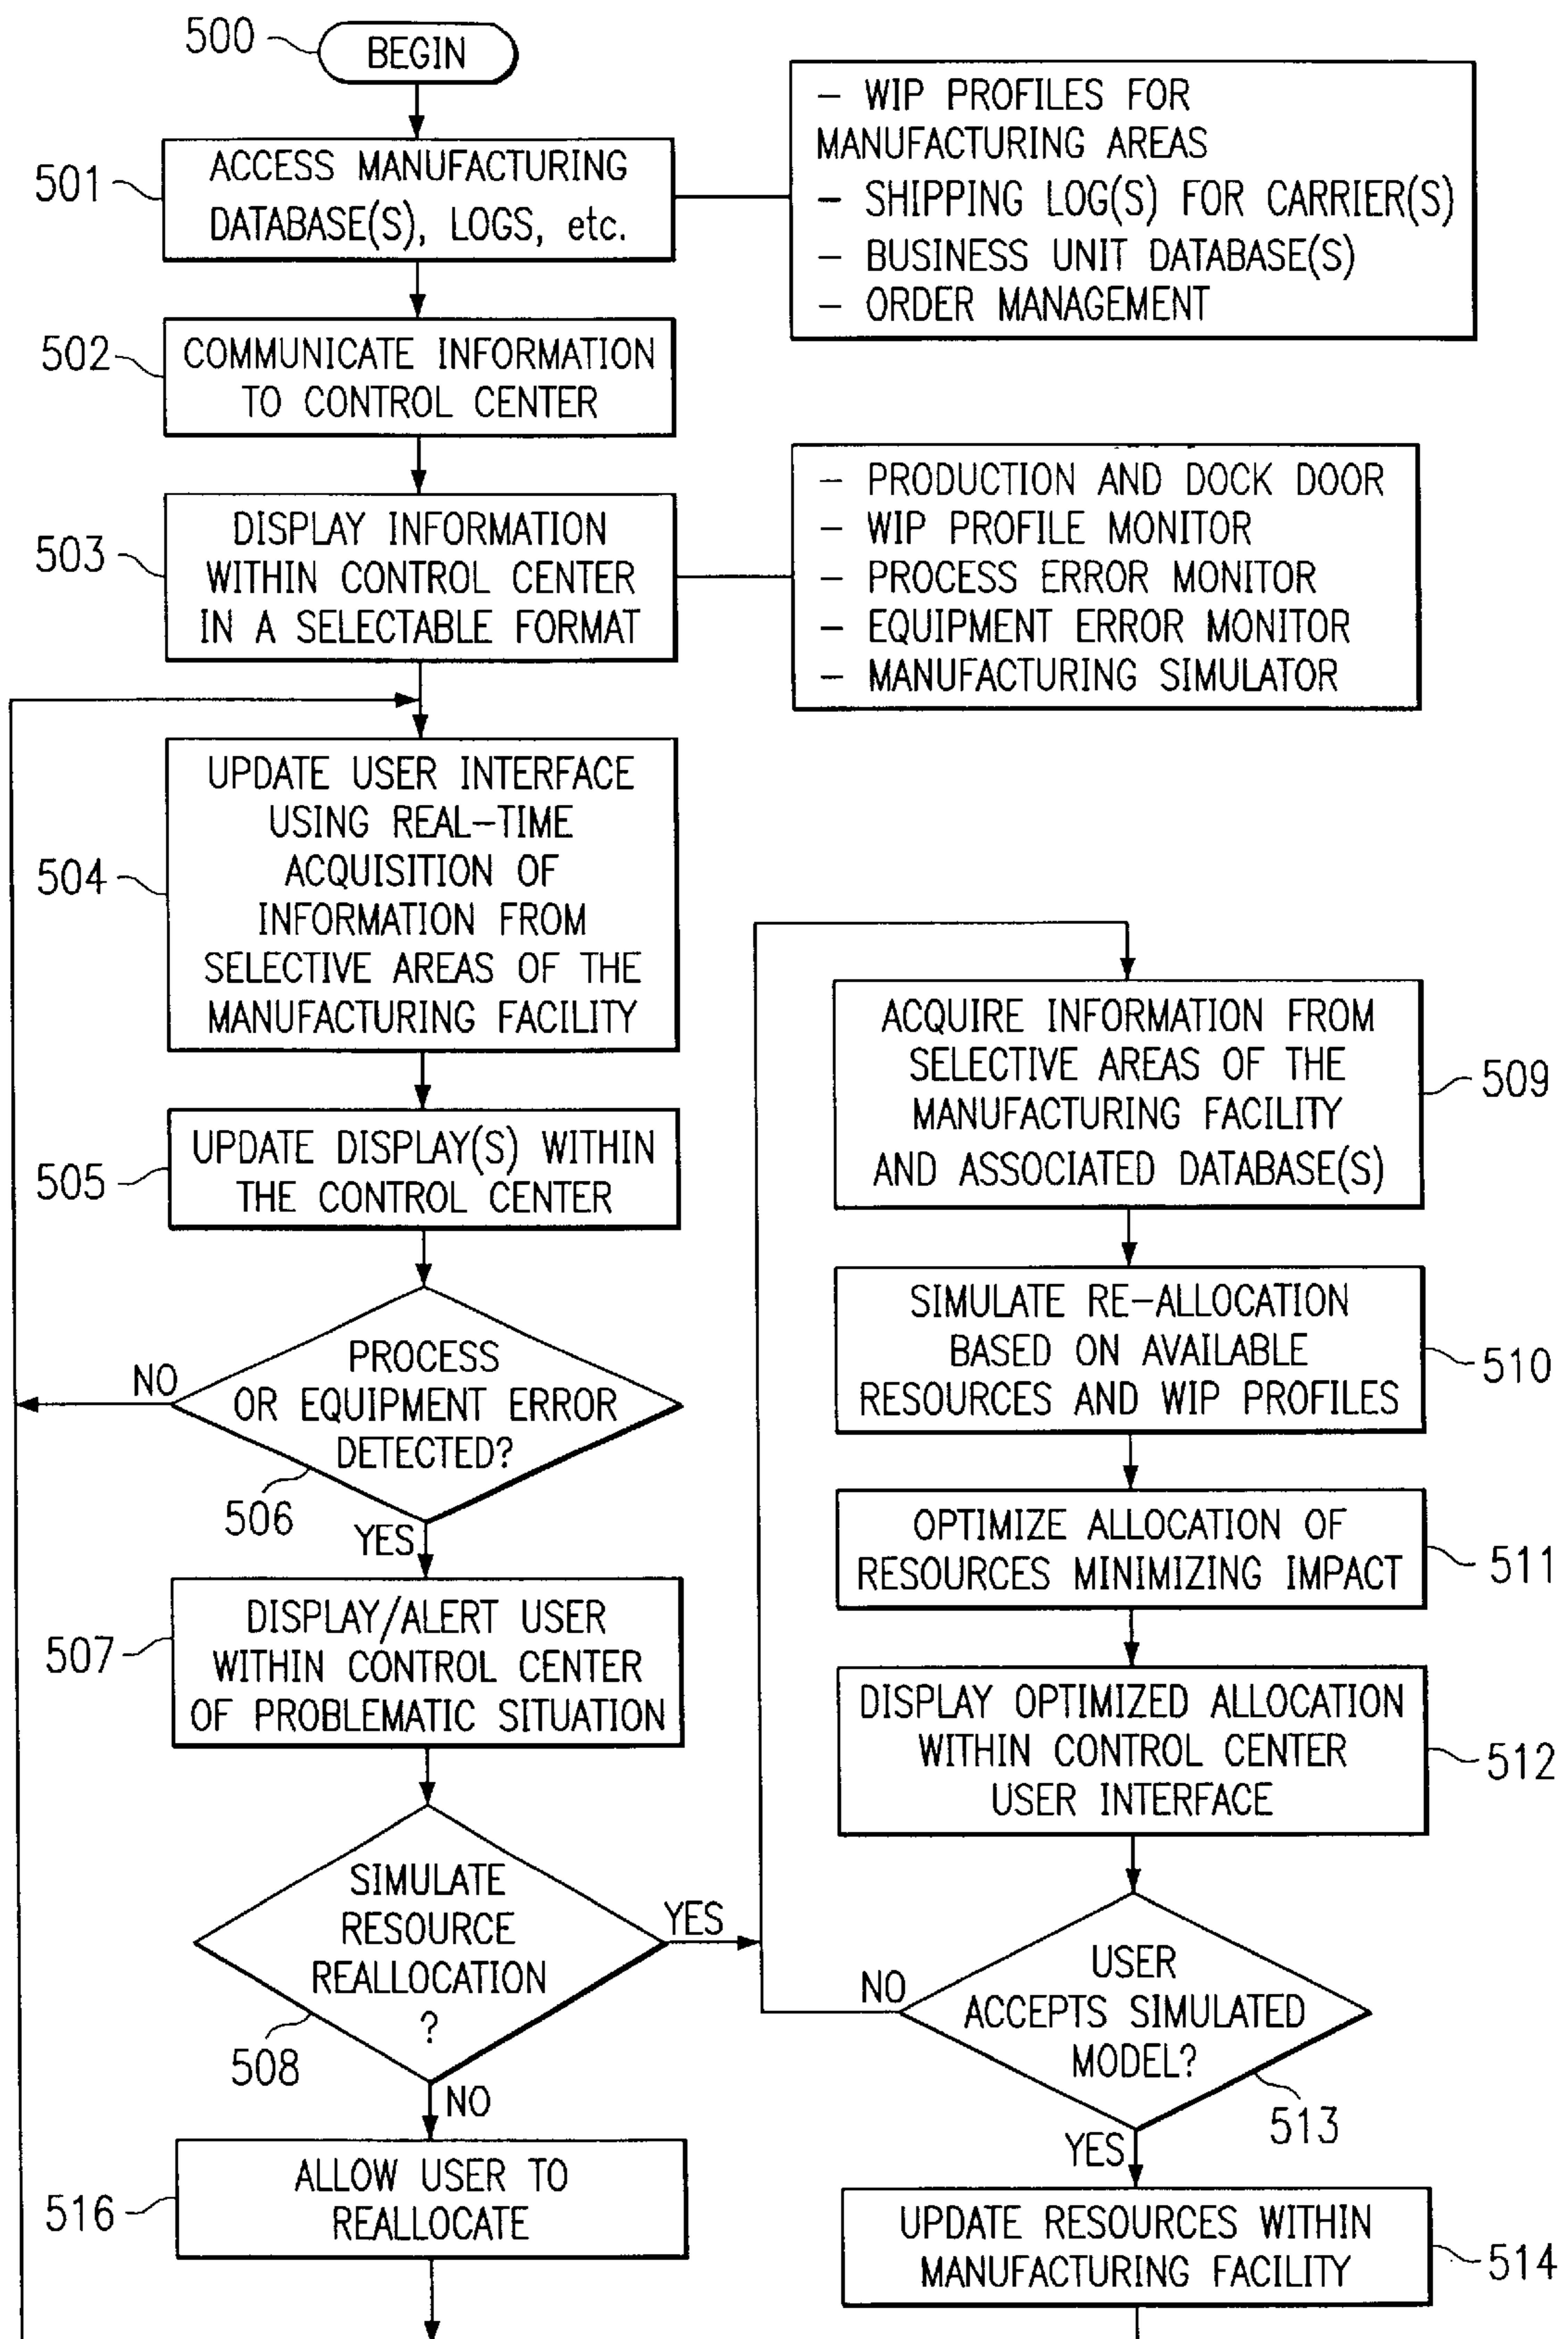 500
BEGIN
501
ACCESS MANUFACTURING
DATABASE(S), LOGS, etc.
– WIP PROFILES FOR
MANUFACTURING AREAS
– SHIPPING LOG(S) FOR CARRIER(S)
– BUSINESS UNIT DATABASE(S)
– ORDER MANAGEMENT
502
COMMUNICATE INFORMATION
TO CONTROL CENTER
503
DISPLAY INFORMATION
WITHIN CONTROL CENTER
IN A SELECTABLE FORMAT
– PRODUCTION AND DOCK DOOR
– WIP PROFILE MONITOR
– PROCESS ERROR MONITOR
– EQUIPMENT ERROR MONITOR
– MANUFACTURING SIMULATOR
504
UPDATE USER INTERFACE
USING REAL–TIME
ACQUISITION OF
INFORMATION FROM
SELECTIVE AREAS OF THE
MANUFACTURING FACILITY
505
UPDATE DISPLAY(S) WITHIN
THE CONTROL CENTER
NO
PROCESS
OR EQUIPMENT ERROR
DETECTED?
506
YES
507
DISPLAY/ALERT USER
WITHIN CONTROL CENTER
OF PROBLEMATIC SITUATION
SIMULATE
RESOURCE
REALLOCATION
?
508
YES
NO
516
ALLOW USER TO
REALLOCATE
ACQUIRE INFORMATION FROM
SELECTIVE AREAS OF THE
MANUFACTURING FACILITY
AND ASSOCIATED DATABASE(S)
509
SIMULATE RE–ALLOCATION
BASED ON AVAILABLE
RESOURCES AND WIP PROFILES
510
OPTIMIZE ALLOCATION OF
RESOURCES MINIMIZING IMPACT
511
DISPLAY OPTIMIZED ALLOCATION
WITHIN CONTROL CENTER
USER INTERFACE
512
NO
USER
ACCEPTS SIMULATED
MODEL?
513
YES
UPDATE RESOURCES WITHIN
MANUFACTURING FACILITY
514